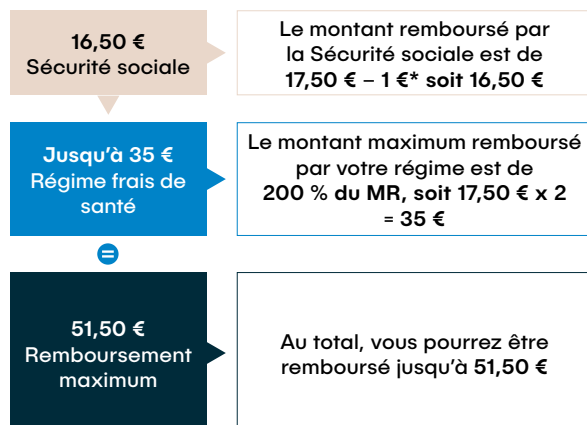 16,50 €
Sécurité sociale
Le montant remboursé par
la Sécurité sociale est de
17,50 € – 1 €* soit 16,50 €
Jusqu'à 35 €
Régime frais de
santé
Le montant maximum remboursé
par votre régime est de
200 % du MR, soit 17,50 € x 2
= 35 €
=
51,50 €
Remboursement
maximum
Au total, vous pourrez être
remboursé jusqu'à 51,50 €